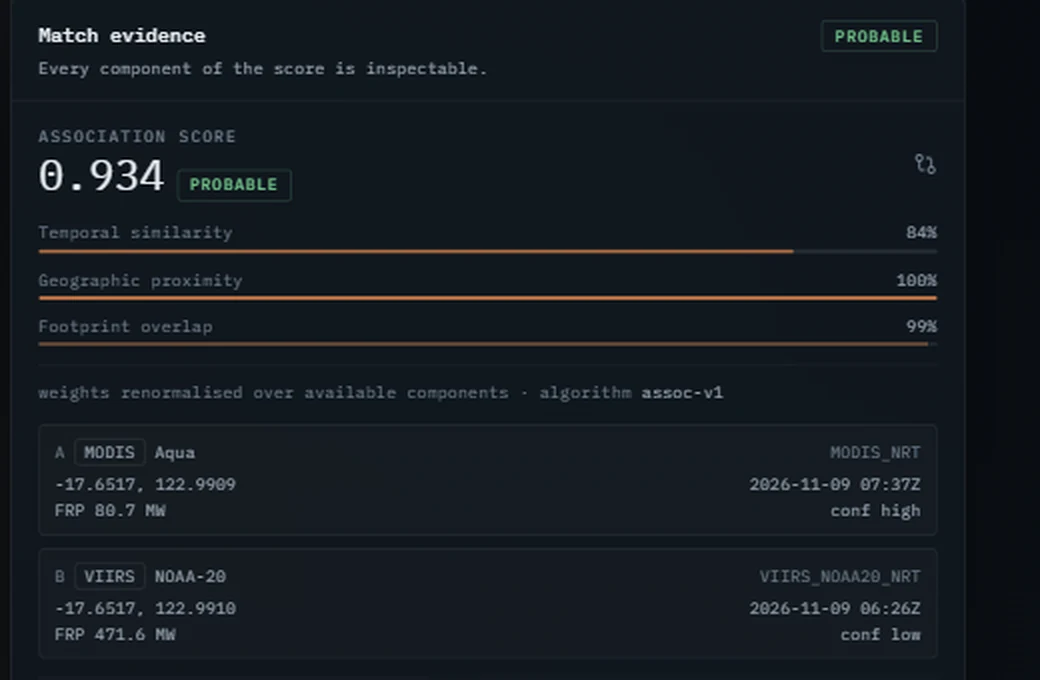 Match evidence
PROBABLE
Every component of the score is inspectable.
ASSOCIATION SCORE
0.934 PROBABLE
Temporal similarity 84%
Geographic proximity 100%
Footprint overlap 99%
weights renormalised over available components · algorithm assoc-v1
A MODIS Aqua MODIS_NRT
-17.6517, 122.9909 2026-11-09 07:37Z
FRP 80.7 MW conf high
B VIIRS NOAA-20 VIIRS_NOAA20_NRT
-17.6517, 122.9910 2026-11-09 06:26Z
FRP 471.6 MW conf low